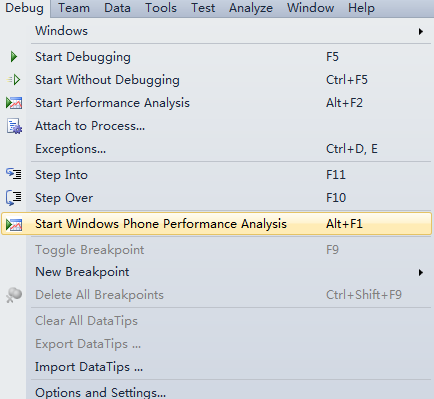 Debug Team Data Tools Test Analyze Window Help
Windows
Start Debugging F5
Start Without Debugging Ctrl+F5
Start Performance Analysis Alt+F2
Attach to Process...
Exceptions... Ctrl+D, E
Step Into F11
Step Over F10
Start Windows Phone Performance Analysis Alt+F1
Toggle Breakpoint F9
New Breakpoint
Delete All Breakpoints Ctrl+Shift+F9
Clear All DataTips
Export DataTips ...
Import DataTips ...
Options and Settings...